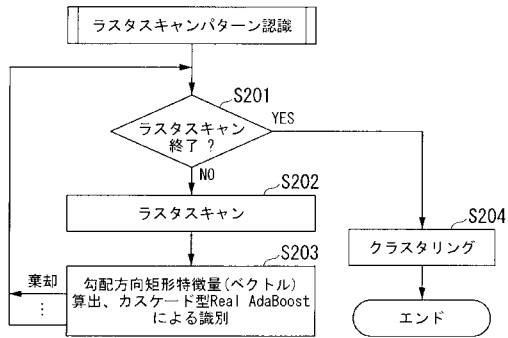 ラスタスキャンパターン認識
S201
ラスタスキャン
終了 ?
YES
NO
S202
ラスタスキャン
S203
勾配方向矩形特徴量(ベクトル)
算出、カスケード型Real AdaBoost
による識別
棄却
⋮
S204
クラスタリング
エンド